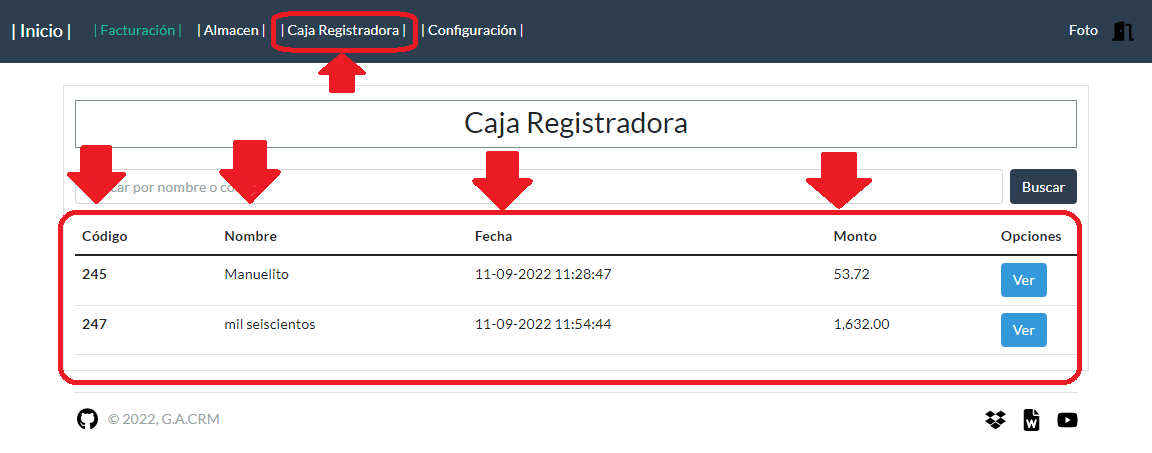 | Inicio | | Facturación | | Almacen | | Caja Registradora | | Configuración | Foto
Caja Registradora
car por nombre o co Buscar
Código Nombre Fecha Monto Opciones
245 Manuelito 11-09-2022 11:28:47 53.72 Ver
247 mil seiscientos 11-09-2022 11:54:44 1,632.00 Ver
© 2022, G.A.CRM W